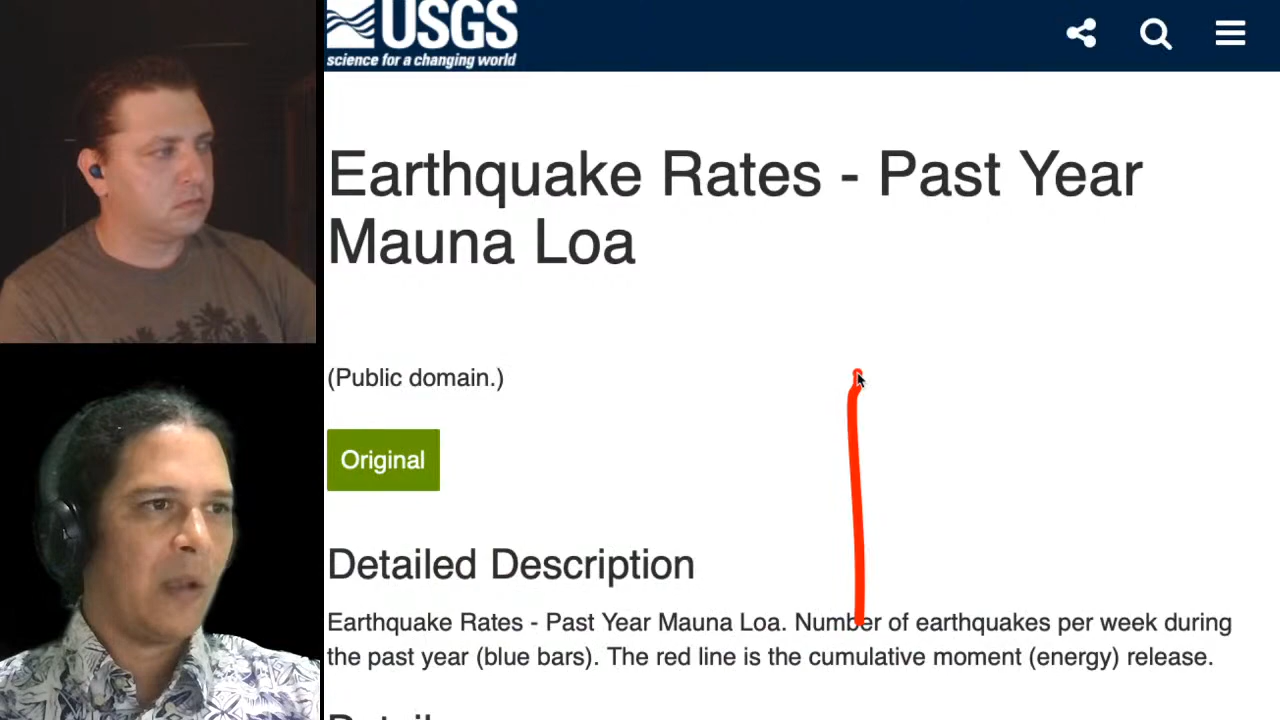 USGS
science for a changing world
Earthquake Rates - Past Year
Mauna Loa
(Public domain.)
Original
Detailed Description
Earthquake Rates - Past Year Mauna Loa. Number of earthquakes per week during
the past year (blue bars). The red line is the cumulative moment (energy) release.